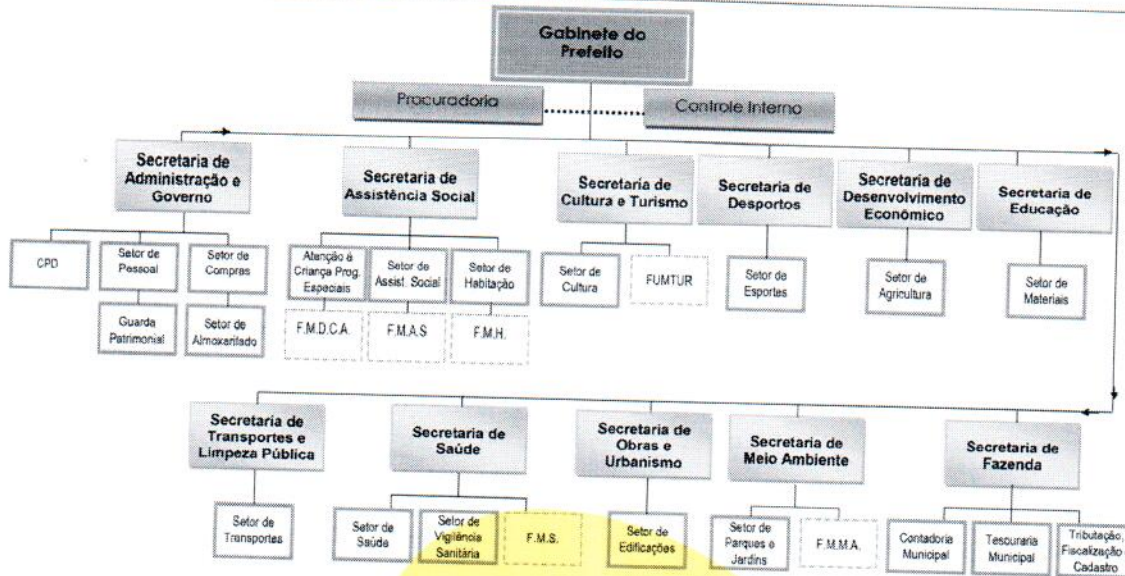 Gabinete do
Prefeito
Procuradoria
Controle Interno
Secretaria de
Administração e
Governo
Secretaria de
Assistência Social
Secretaria de
Cultura e Turismo
Secretaria de
Desportos
Secretaria de
Desenvolvimento
Econômico
Secretaria de
Educação
CPD
Setor de
Pessoal
Setor de
Compras
Atenção à
Criança Prog.
Especiais
Setor de
Assist. Social
Setor de
Habitação
Setor de
Cultura
FUMTUR
Setor de
Esportes
Setor de
Agricultura
Setor de
Materiais
Guarda
Patrimonial
Setor de
Almoxarifado
F.M.D.C.A.
F.M.A.S
F.M.H.
Secretaria de
Transportes e
Limpeza Pública
Secretaria de
Saúde
Secretaria de
Obras e
Urbanismo
Secretaria de
Meio Ambiente
Secretaria de
Fazenda
Setor de
Transportes
Setor de
Saúde
Setor de
Vigilância
Sanitária
F.M.S.
Setor de
Edificações
Setor de
Parques e
Jardins
F.M.M.A.
Contadoria
Municipal
Tesouraria
Municipal
Tributação,
Fiscalização
Cadastro